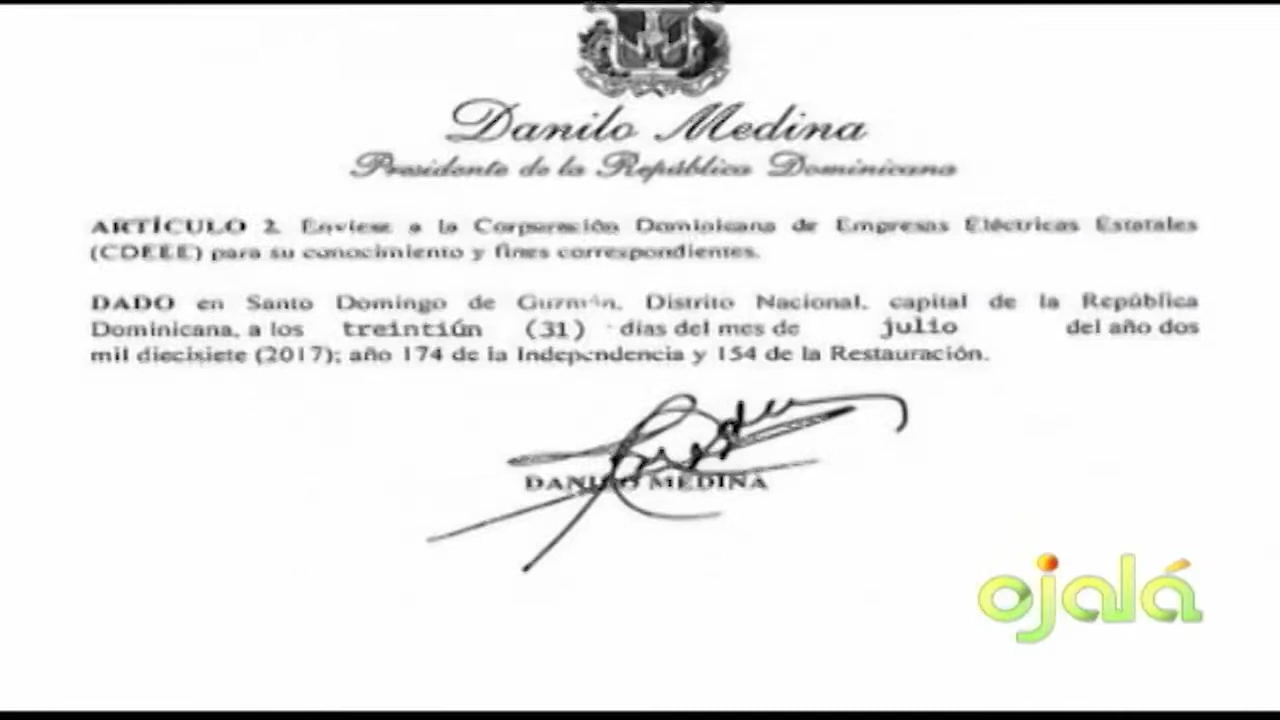 Danilo Medina
Presidente de la República Dominicana
ARTÍCULO 2. Envíese a la Corporación Dominicana de Empresas Eléctricas Estatales
(CDEEE) para su conocimiento y fines correspondientes.
DADO en Santo Domingo de Guzmán, Distrito Nacional, capital de la República
Dominicana, a los treintiún (31) días del mes de julio del año dos
mil diecisiete (2017); año 174 de la Independencia y 154 de la Restauración.
DANILO MEDINA
ojalá